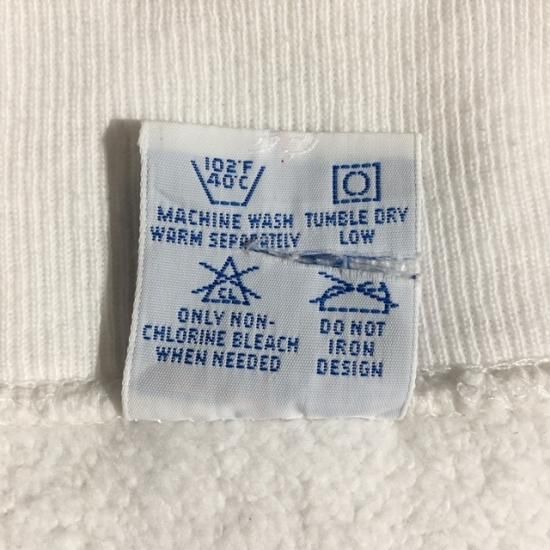 102°F
40°C
MACHINE WASH
WARM SEPARATELY
TUMBLE DRY
LOW
CL
ONLY NON-
CHLORINE BLEACH
WHEN NEEDED
DO NOT
IRON
DESIGN